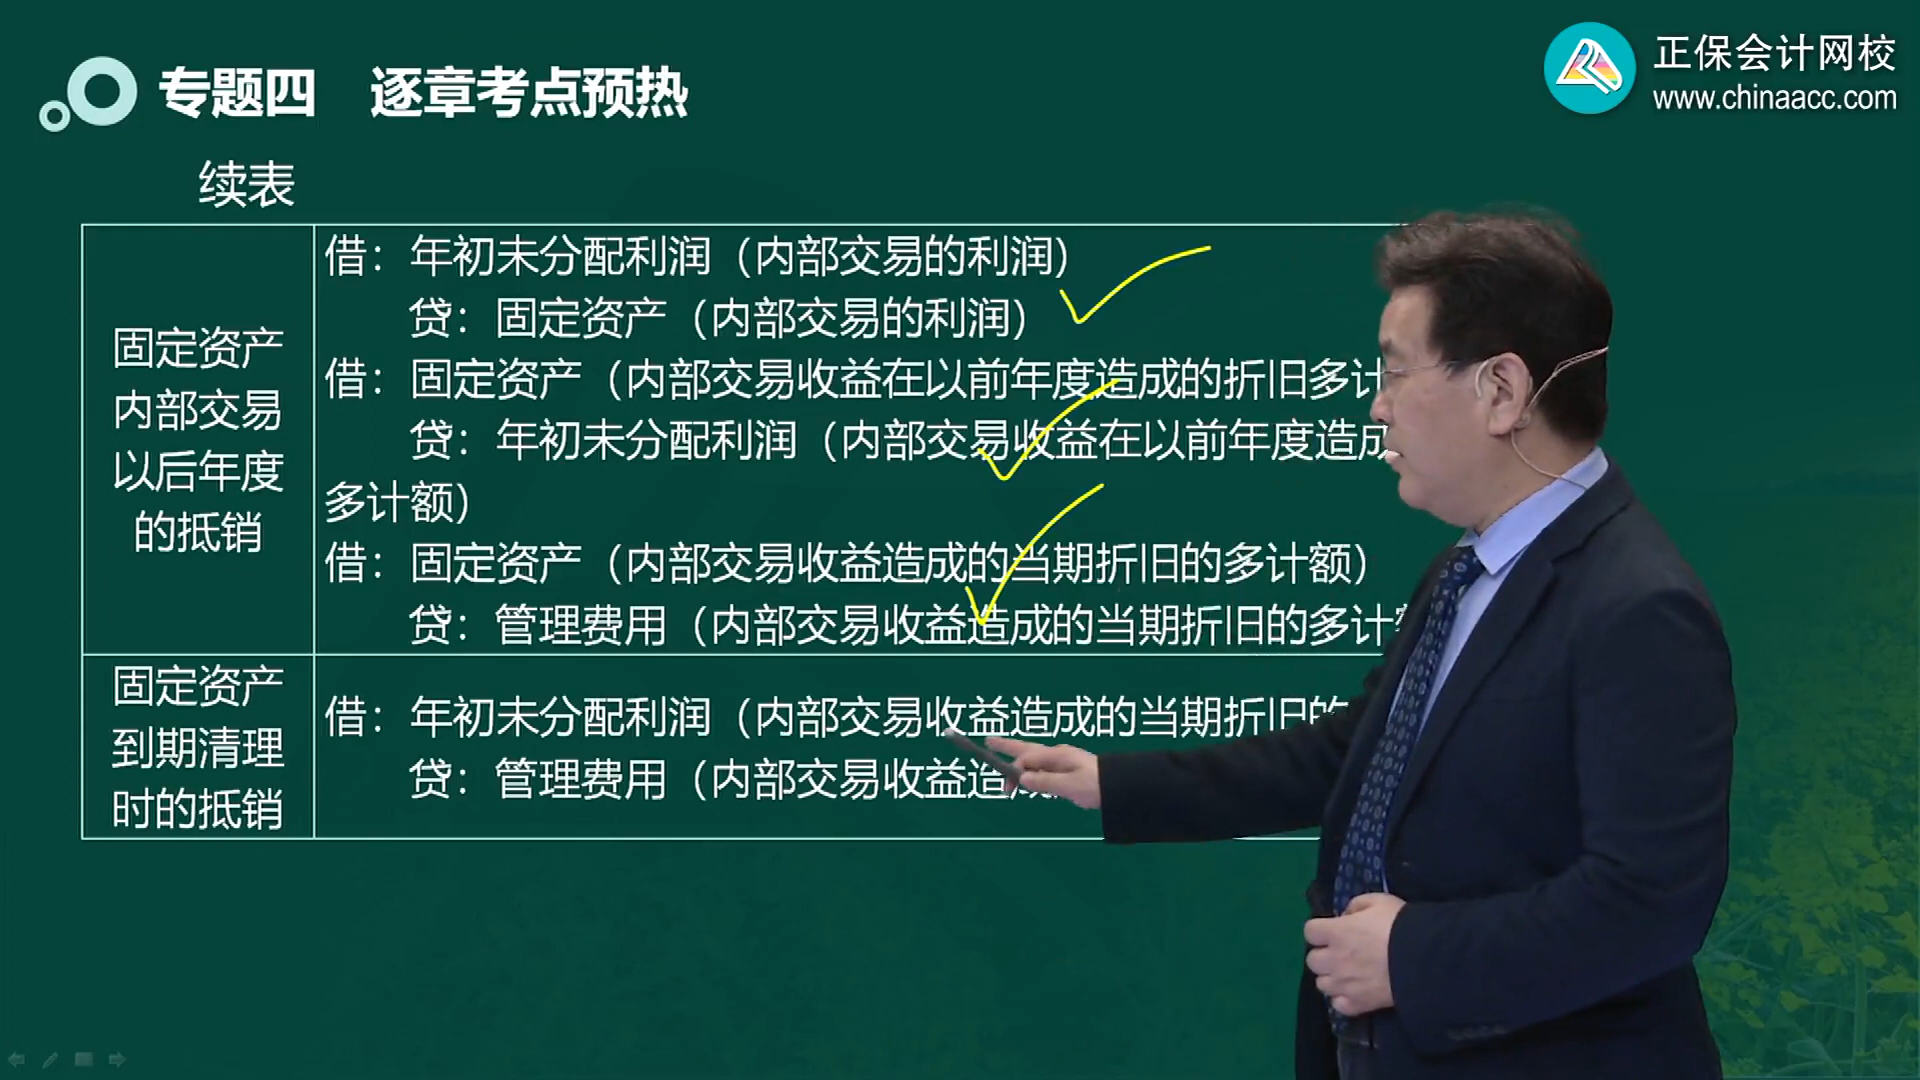 专题四 逐章考点预热
正保会计网校
www.chinaacc.com
续表
固定资产
内部交易
以后年度
的抵销
借：年初未分配利润（内部交易的利润）
贷：固定资产（内部交易的利润）
借：固定资产（内部交易收益在以前年度造成的折旧多计
贷：年初未分配利润（内部交易收益在以前年度造成
多计额）
借：固定资产（内部交易收益造成的当期折旧的多计额）
贷：管理费用（内部交易收益造成的当期折旧的多计
固定资产
到期清理
时的抵销
借：年初未分配利润（内部交易收益造成的当期折旧的
贷：管理费用（内部交易收益造成